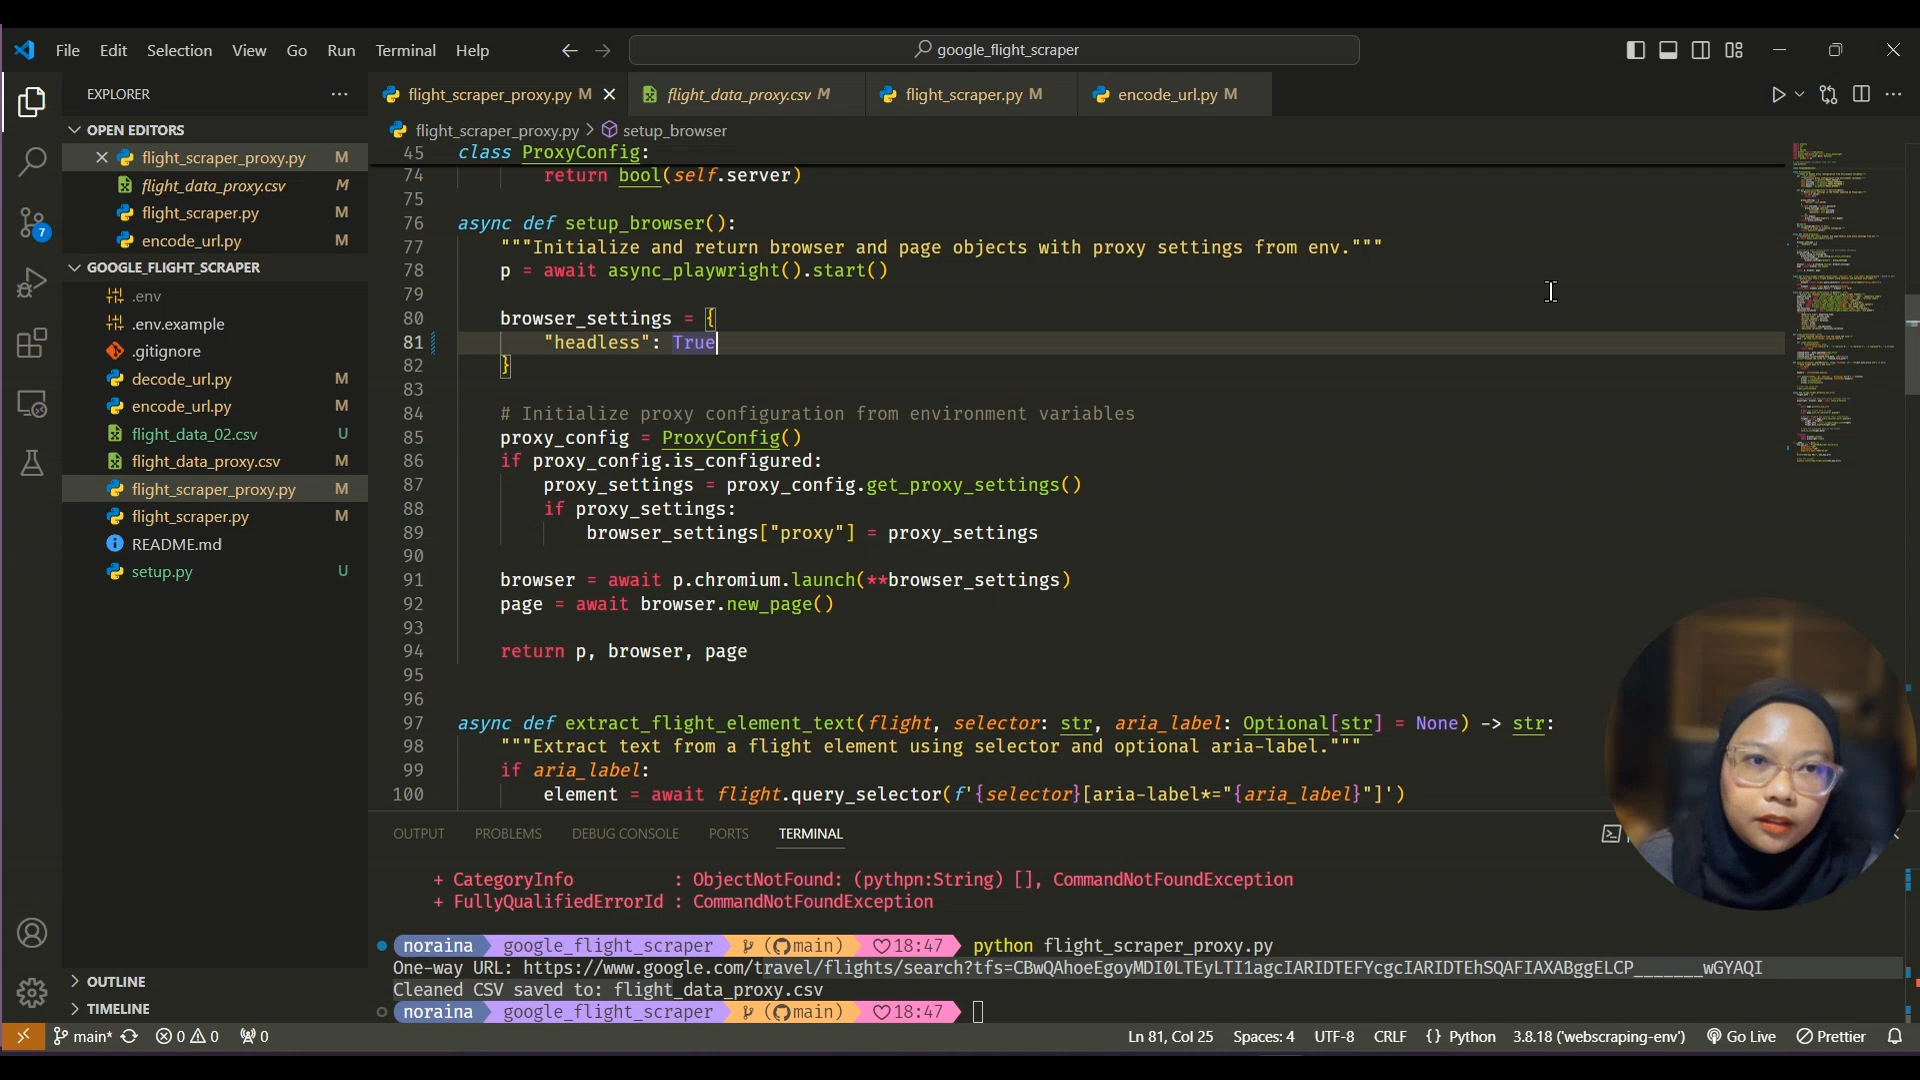 File Edit Selection View Go Run Terminal Help
google_flight_scraper
EXPLORER
OPEN EDITORS
flight_scraper_proxy.py M
flight_data_proxy.csv M
flight_scraper.py M
encode_url.py M
GOOGLE_FLIGHT_SCRAPER
.env
.env.example
.gitignore
decode_url.py M
encode_url.py M
flight_data_02.csv U
flight_data_proxy.csv M
flight_scraper_proxy.py M
flight_scraper.py M
README.md
setup.py U
OUTLINE
TIMELINE
7
flight_scraper_proxy.py M
flight_data_proxy.csv M
flight_scraper.py M
encode_url.py M
flight_scraper_proxy.py > setup_browser
45 class ProxyConfig:
74 return bool(self.server)
75
76 async def setup_browser():
77 """Initialize and return browser and page objects with proxy settings from env."""
78 p = await async_playwright().start()
79
80 browser_settings = {
81 "headless": True
82 }
83
84 # Initialize proxy configuration from environment variables
85 proxy_config = ProxyConfig()
86 if proxy_config.is_configured:
87 proxy_settings = proxy_config.get_proxy_settings()
88 if proxy_settings:
89 browser_settings["proxy"] = proxy_settings
90
91 browser = await p.chromium.launch(**browser_settings)
92 page = await browser.new_page()
93
94 return p, browser, page
95
96
97 async def extract_flight_element_text(flight, selector: str, aria_label: Optional[str] = None) -> str:
98 """Extract text from a flight element using selector and optional aria-label."""
99 if aria_label:
100 element = await flight.query_selector(f'{selector}[aria-label*="{aria_label}"]')
OUTPUT PROBLEMS DEBUG CONSOLE PORTS TERMINAL
+ CategoryInfo : ObjectNotFound: (pythpn:String) [], CommandNotFoundException
+ FullyQualifiedErrorId : CommandNotFoundException
noraina google_flight_scraper (main) 18:47 python flight_scraper_proxy.py
One-way URL: https://www.google.com/travel/flights/search?tfs=CBwQAhoeEgoyMDI0LTEyLTI1agcIARIDTEFYcgcIARIDTEhSQAFIAXABggELCP_______wGYAQI
Cleaned CSV saved to: flight_data_proxy.csv
noraina google_flight_scraper (main) 18:47
main* 0 0 0 Ln 81, Col 25 Spaces: 4 UTF-8 CRLF {} Python 3.8.18 ('webscraping-env') Go Live Prettier